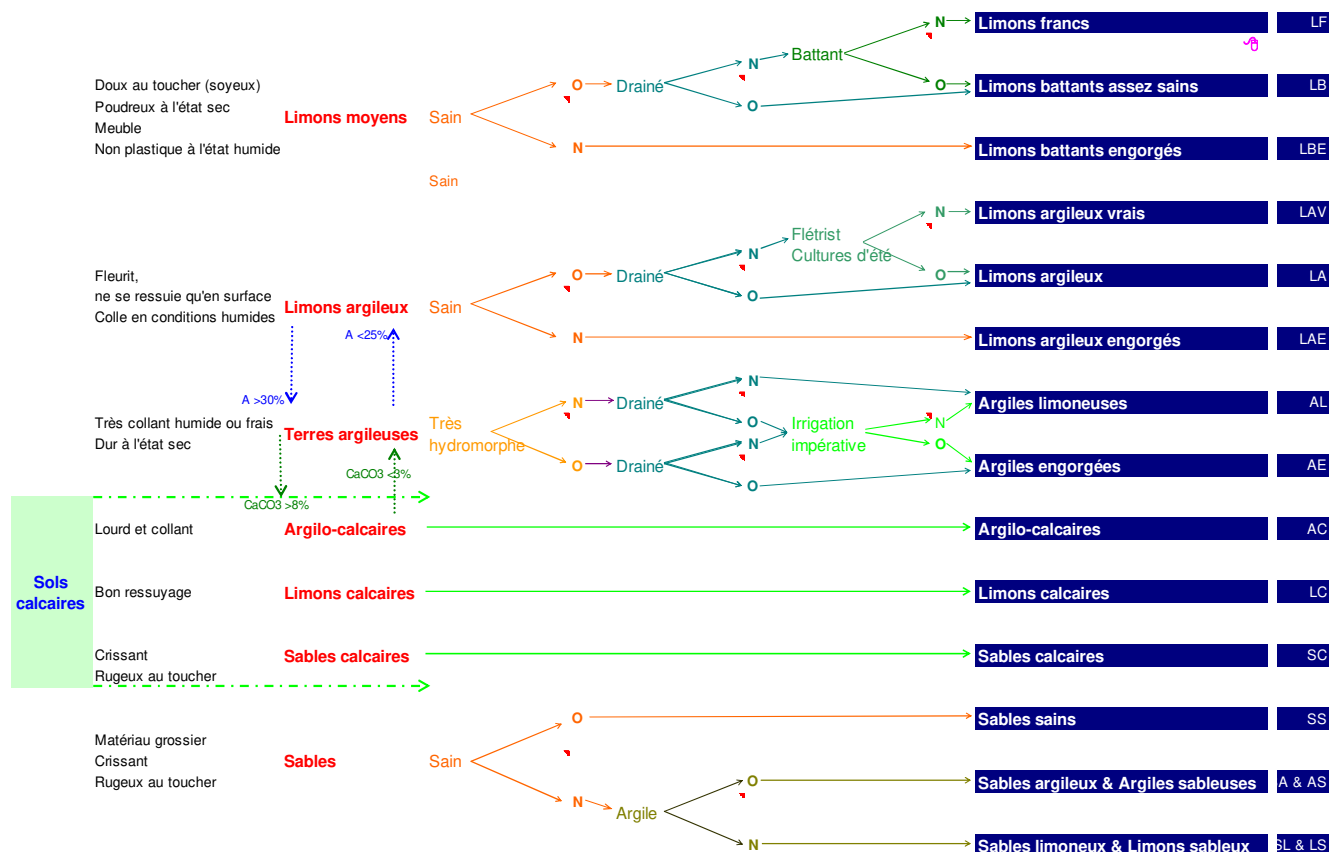 N Limons francs LF
Battant
Doux au toucher (soyeux) O Drainé N O Limons battants assez sains LB
Poudreux à l'état sec O
Limons moyens Sain
Meuble
Non plastique à l'état humide N Limons battants engorgés LBE
Sain
N Limons argileux vrais LAV
Flétrist
N Cultures d'été
Fleurit, O Drainé O Limons argileux LA
ne se ressuie qu'en surface O
Limons argileux Sain
Colle en conditions humides
A <25% N Limons argileux engorgés LAE
N
A >30% N Drainé Argiles limoneuses AL
Très collant humide ou frais Très O Irrigation N
Terres argileuses
Dur à l'état sec hydromorphe N impérative O
O Drainé Argiles engorgées AE
CaCO3 <3%
O
CaCO3 >8%
Lourd et collant Argilo-calcaires Argilo-calcaires AC
Sols
calcaires
Bon ressuyage Limons calcaires Limons calcaires LC
Crissant Sables calcaires Sables calcaires SC
Rugeux au toucher
O Sables sains SS
Matériau grossier
Crissant Sables Sain
Rugeux au toucher O Sables argileux & Argiles sableuses A & AS
N
Argile
N Sables limoneux & Limons sableux SL & LS